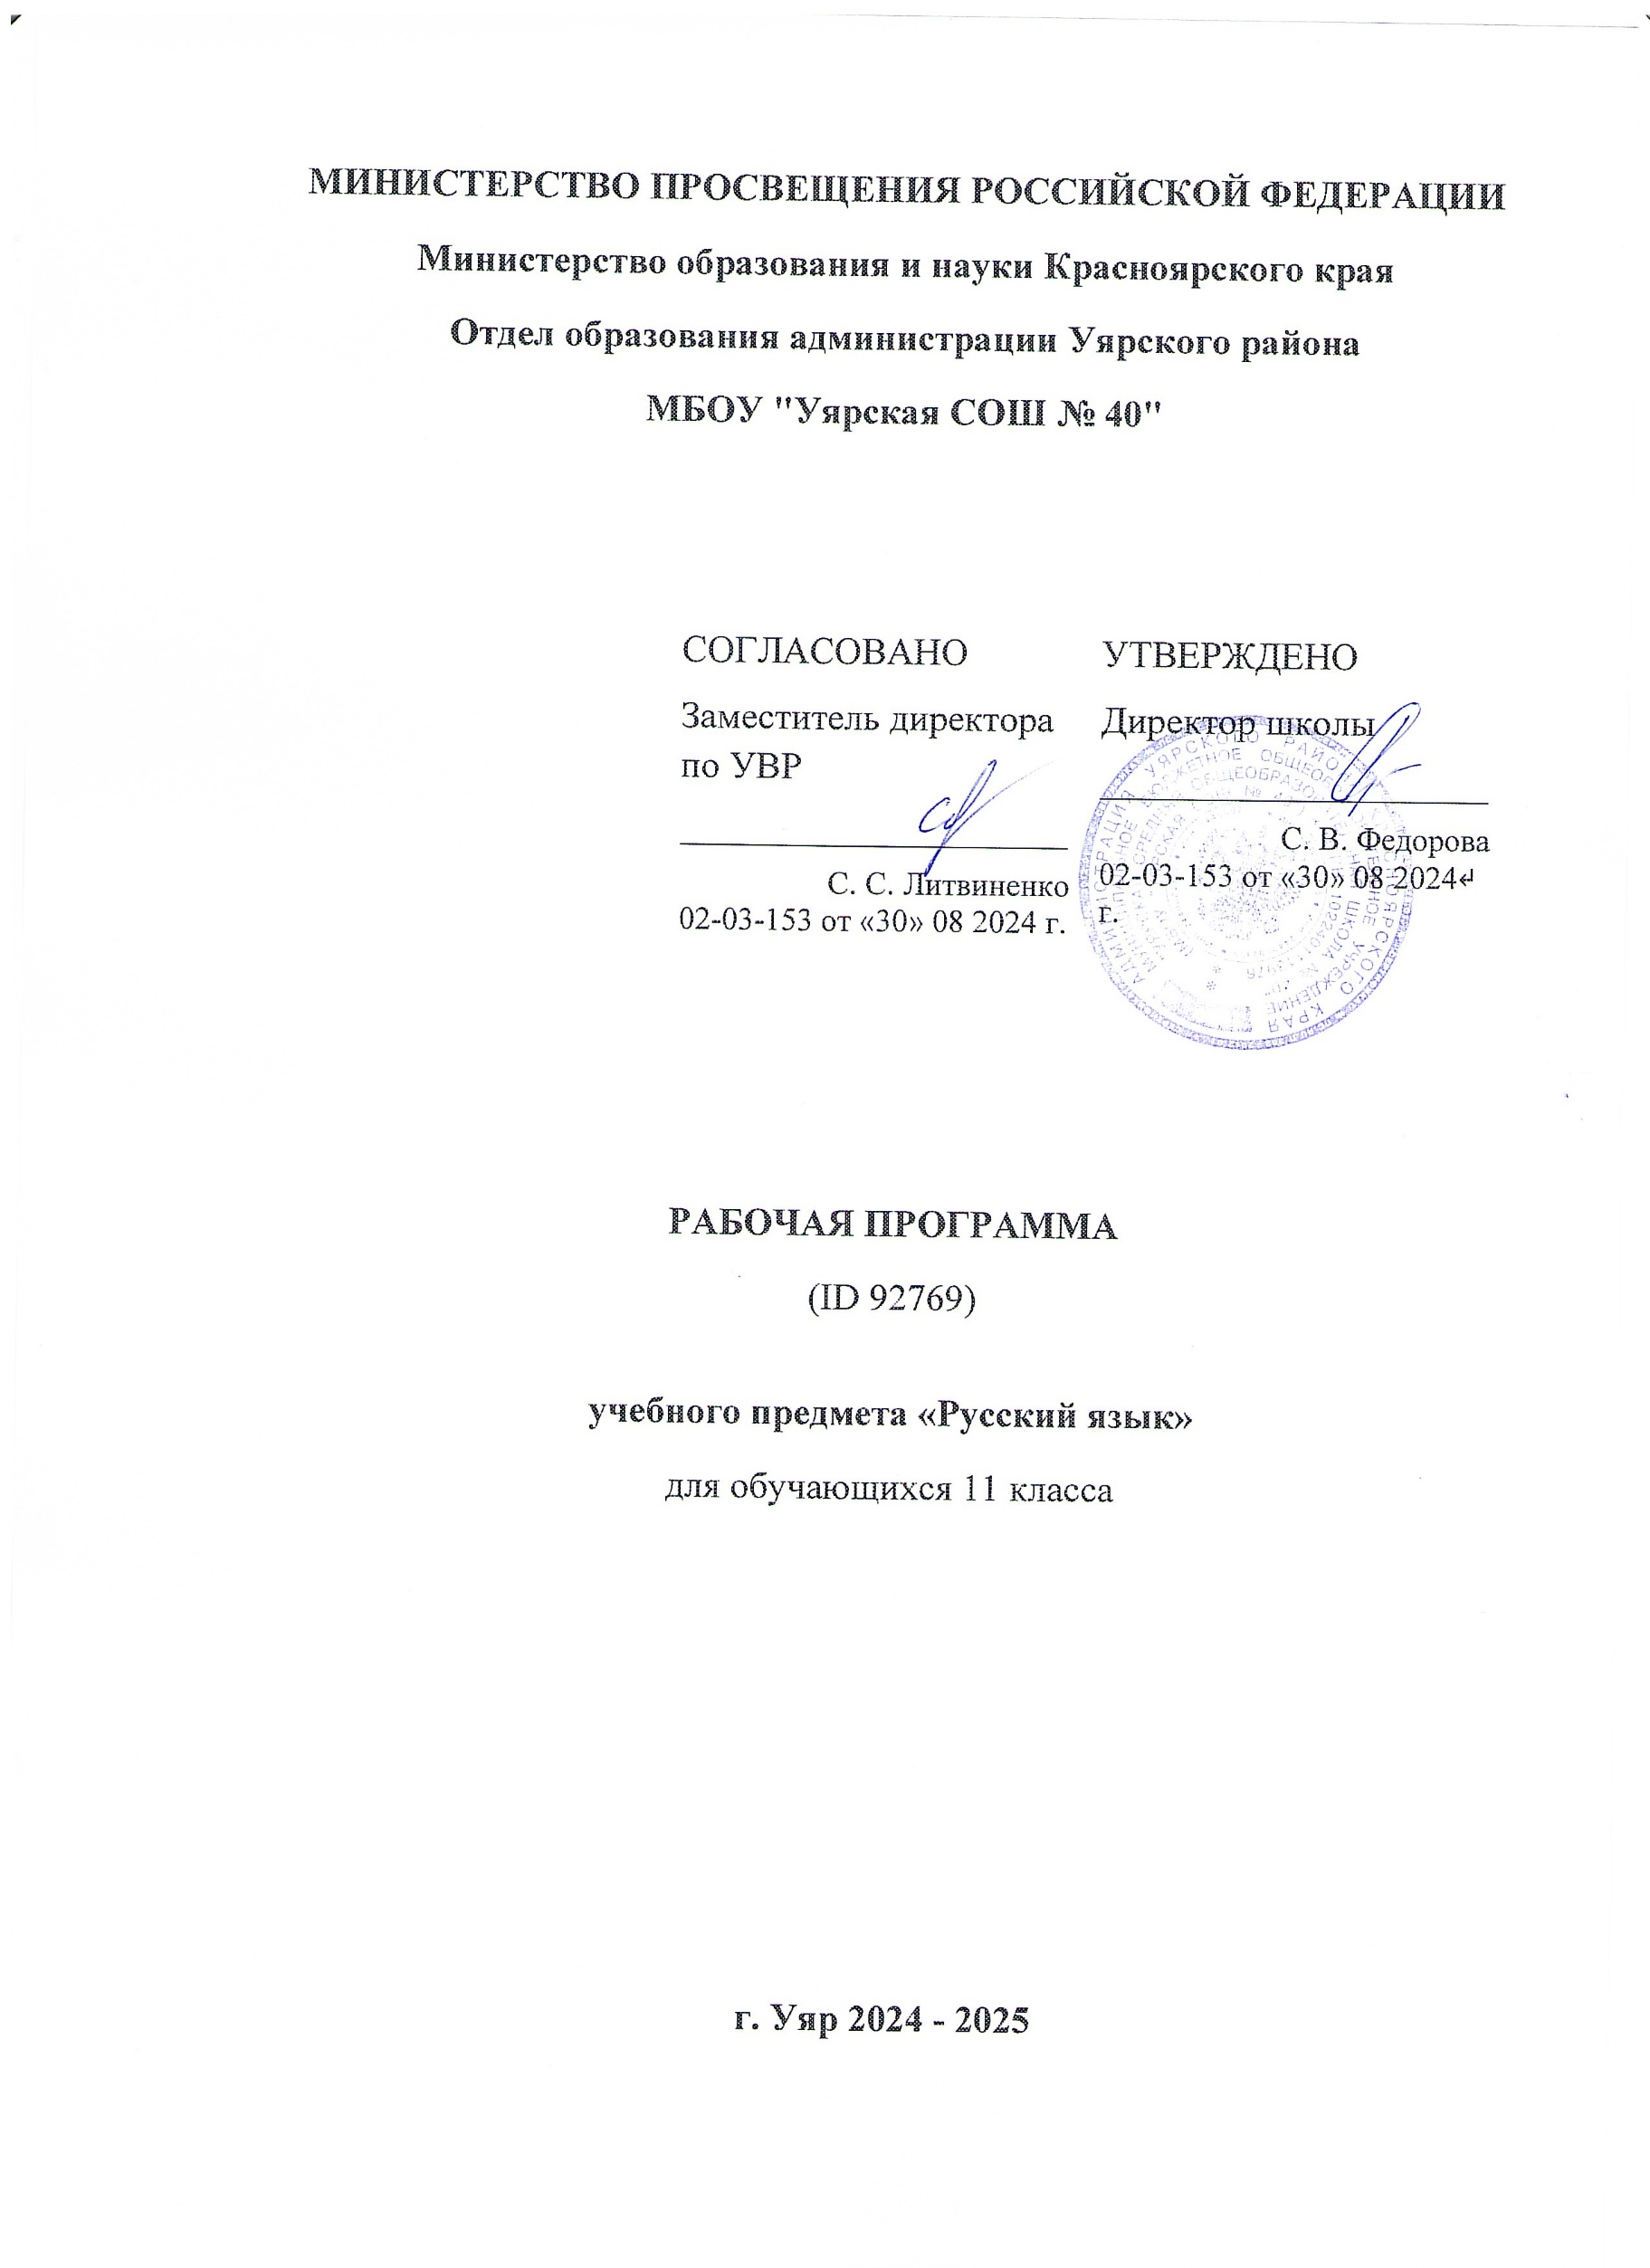 МИНИСТЕРСТВО ПРОСВЕЩЕНИЯ РОССИЙСКОЙ ФЕДЕРАЦИИ
Министерство образования и науки Красноярского края
Отдел образования администрации Уярского района
МБОУ "Уярская СОШ № 40"
СОГЛАСОВАНО
Заместитель директора
по УВР
С. С. Литвиненко
02-03-153 от «30» 08 2024 г.
УТВЕРЖДЕНО
Директор школы
С. В. Федорова
02-03-153 от «30» 08 2024↵
г.
РАБОЧАЯ ПРОГРАММА
(ID 92769)
учебного предмета «Русский язык»
для обучающихся 11 класса
г. Уяр 2024 - 2025